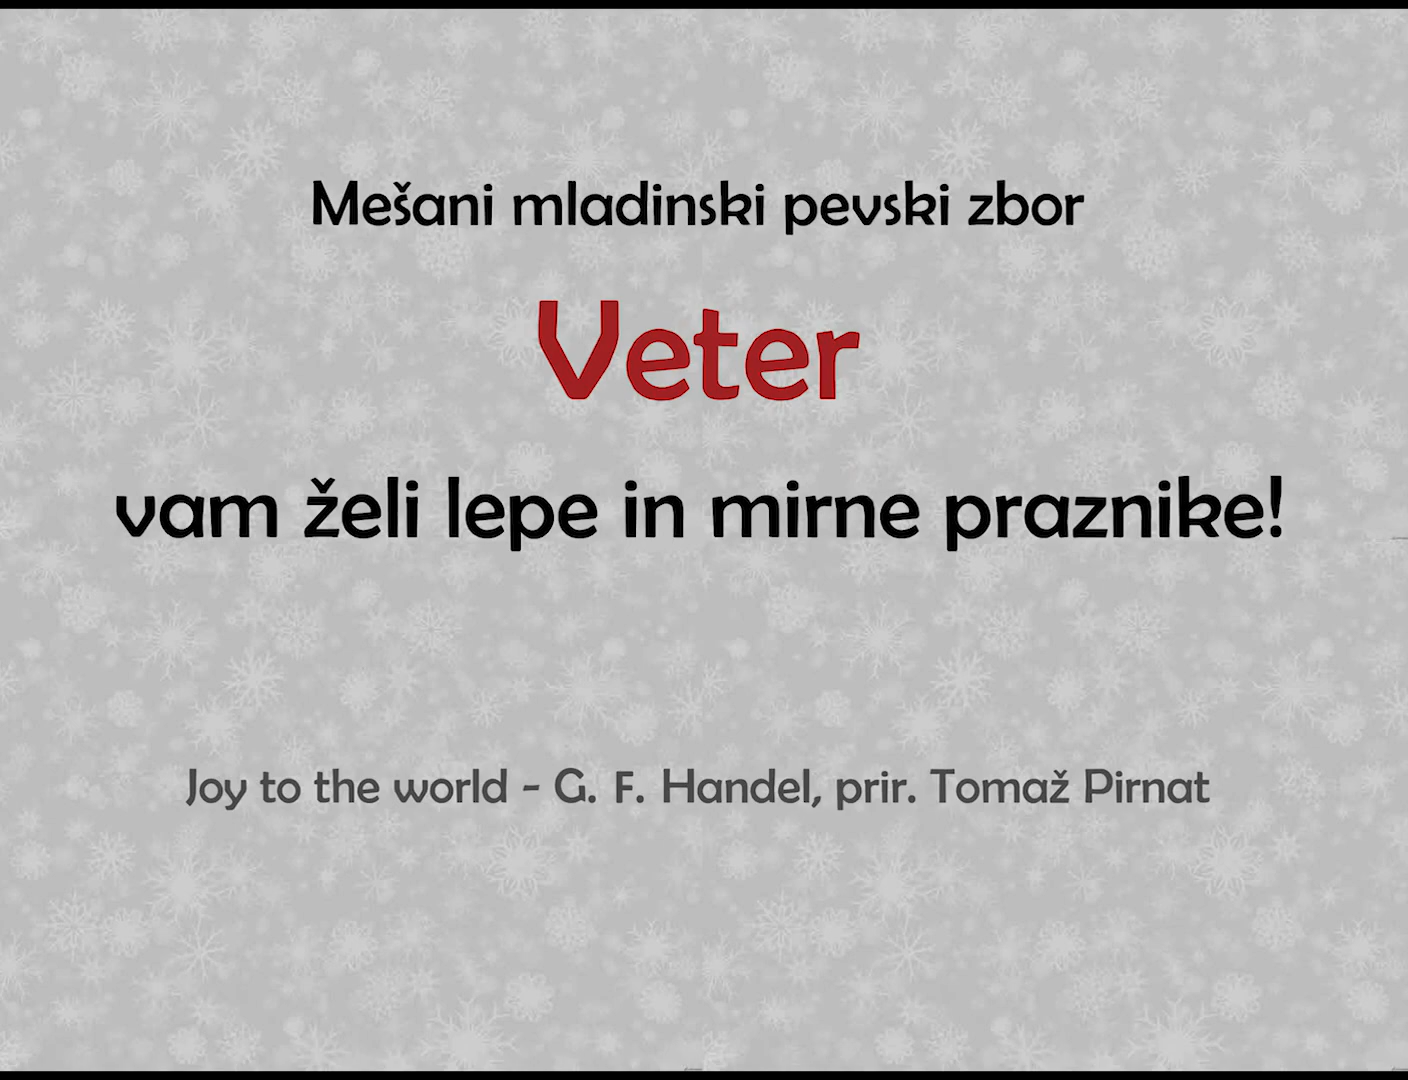 Mešani mladinski pevski zbor
Veter
vam želi lepe in mirne praznike!
Joy to the world - G. F. Handel, prir. Tomaž Pirnat